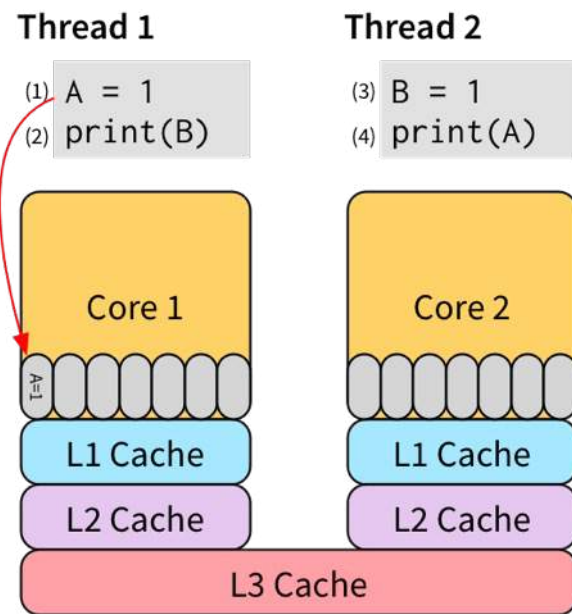 Thread 1
(1) A = 1
(2) print(B)
Thread 2
(3) B = 1
(4) print(A)
Core 1
A=1
L1 Cache
L2 Cache
Core 2
L1 Cache
L2 Cache
L3 Cache